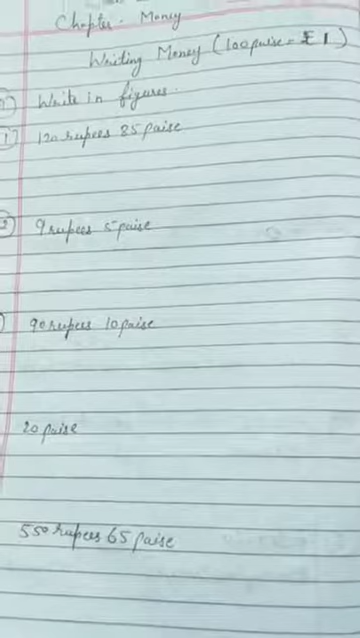 Chapter - Money
Writing Money (100 paise = ₹ 1)
Write in figures.
1) 120 rupees 85 paise
2) 9 rupees 5 paise
90 rupees 10 paise
20 paise
550 rupees 65 paise